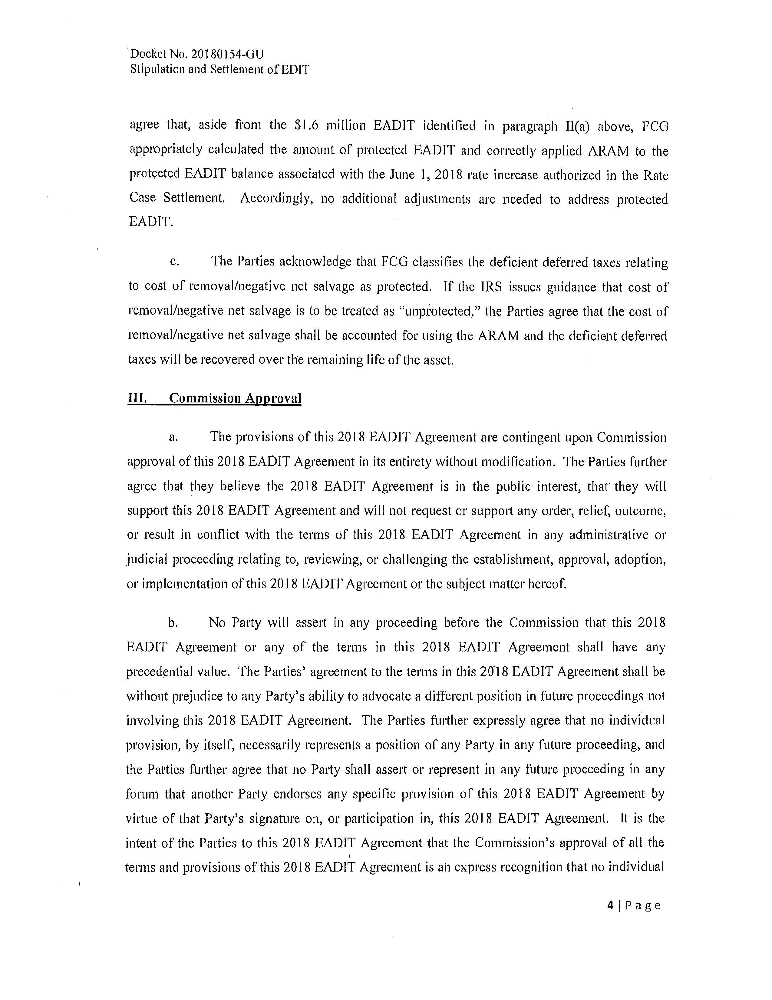 Docket No. 20180154-GU
Stipulation and Settlement of EDIT
agree that, aside from the $1.6 million EADIT identified in paragraph II(a) above, FCG
appropriately calculated the amount of protected EADIT and correctly applied ARAM to the
protected EADIT balance associated with the June 1, 2018 rate increase authorized in the Rate
Case Settlement. Accordingly, no additional adjustments are needed to address protected
EADIT.
c. The Parties acknowledge that FCG classifies the deficient deferred taxes relating
to cost of removal/negative net salvage as protected. If the IRS issues guidance that cost of
removal/negative net salvage is to be treated as “unprotected,” the Parties agree that the cost of
removal/negative net salvage shall be accounted for using the ARAM and the deficient deferred
taxes will be recovered over the remaining life of the asset.
III. Commission Approval
a. The provisions of this 2018 EADIT Agreement are contingent upon Commission
approval of this 2018 EADIT Agreement in its entirety without modification. The Parties further
agree that they believe the 2018 EADIT Agreement is in the public interest, that they will
support this 2018 EADIT Agreement and will not request or support any order, relief, outcome,
or result in conflict with the terms of this 2018 EADIT Agreement in any administrative or
judicial proceeding relating to, reviewing, or challenging the establishment, approval, adoption,
or implementation of this 2018 EADIT Agreement or the subject matter hereof.
b. No Party will assert in any proceeding before the Commission that this 2018
EADIT Agreement or any of the terms in this 2018 EADIT Agreement shall have any
precedential value. The Parties’ agreement to the terms in this 2018 EADIT Agreement shall be
without prejudice to any Party’s ability to advocate a different position in future proceedings not
involving this 2018 EADIT Agreement. The Parties further expressly agree that no individual
provision, by itself, necessarily represents a position of any Party in any future proceeding, and
the Parties further agree that no Party shall assert or represent in any future proceeding in any
forum that another Party endorses any specific provision of this 2018 EADIT Agreement by
virtue of that Party’s signature on, or participation in, this 2018 EADIT Agreement. It is the
intent of the Parties to this 2018 EADIT Agreement that the Commission’s approval of all the
terms and provisions of this 2018 EADIT Agreement is an express recognition that no individual
4 | Page